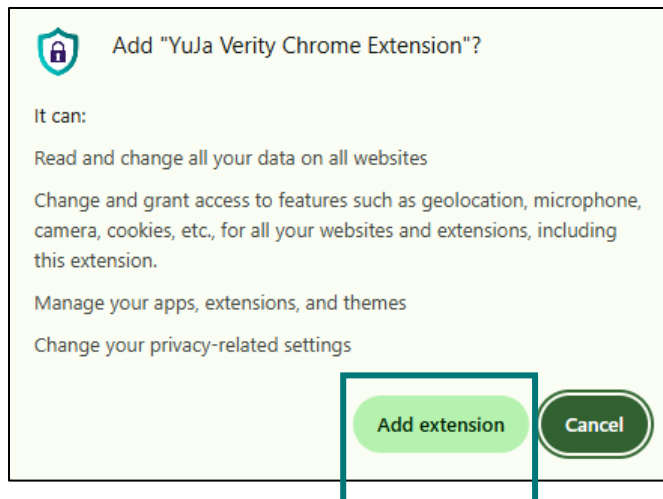 Add "YuJa Verity Chrome Extension"?
It can:
Read and change all your data on all websites
Change and grant access to features such as geolocation, microphone,
camera, cookies, etc., for all your websites and extensions, including
this extension.
Manage your apps, extensions, and themes
Change your privacy-related settings
Add extension
Cancel